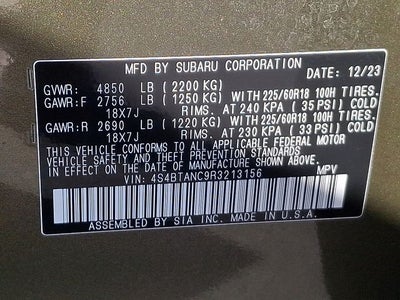 MFD BY SUBARU CORPORATION DATE: 12/23
GVWR: 4850 LB (2200 KG)
GAWR:F 2756 LB (1250 KG) WITH 225/60R18 100H TIRES.
18X7J RIMS. AT 240 KPA ( 35 PSI) COLD
GAWR:R 2690 LB (1220 KG) WITH 225/60R18 100H TIRES.
18X7J RIMS. AT 230 KPA ( 33 PSI) COLD
THIS VEHICLE CONFORMS TO ALL APPLICABLE FEDERAL MOTOR
VEHICLE SAFETY AND THEFT PREVENTION STANDARDS IN EFFECT
ON THE DATE OF MANUFACTURE SHOWN ABOVE.
VIN: 4S4BTANC9R3213156 MPV
ASSEMBLED BY SIA INC. MADE IN U.S.A.